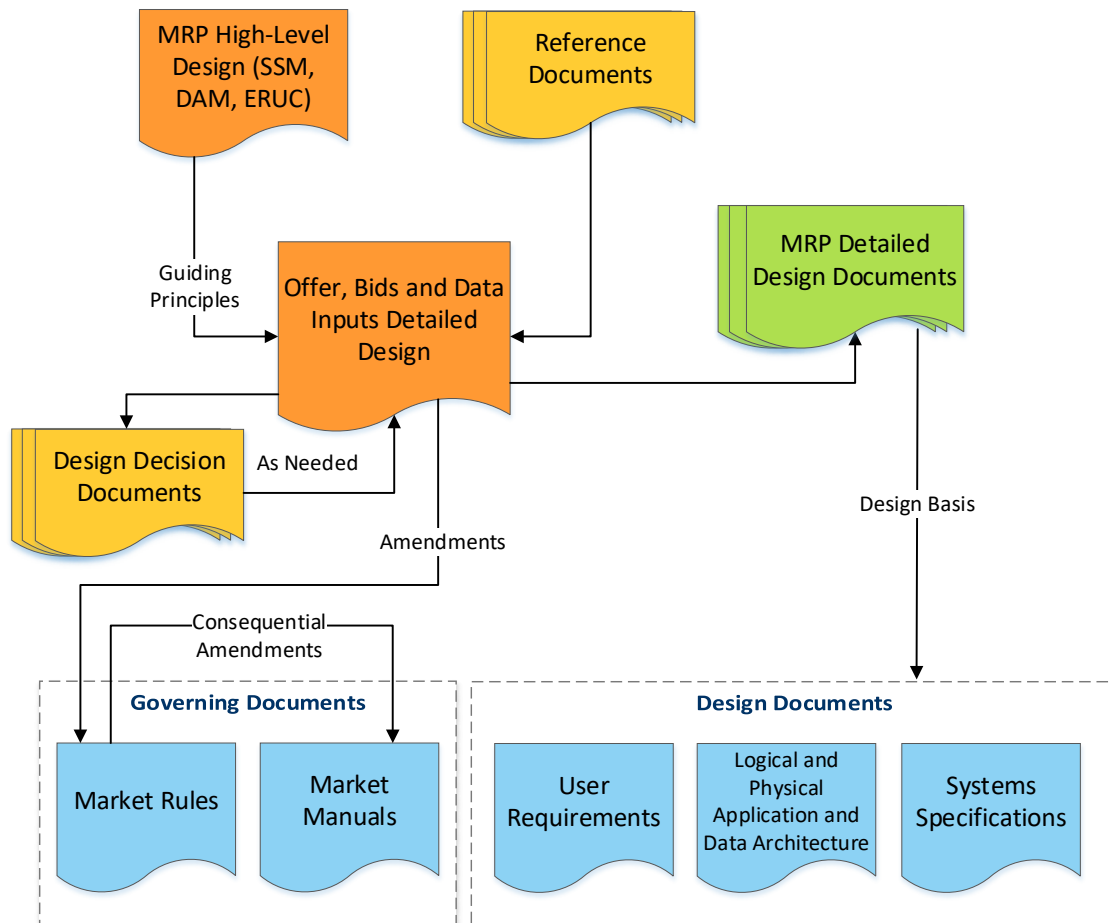 MRP High-Level
Design (SSM,
DAM, ERUC)
Reference
Documents
MRP Detailed
Design Documents
Guiding
Principles
Offer, Bids and Data
Inputs Detailed
Design
Design Decision
Documents
As Needed
Amendments
Design Basis
Consequential
Amendments
Governing Documents
Market Rules
Market
Manuals
Design Documents
User
Requirements
Logical and
Physical
Application and
Data Architecture
Systems
Specifications